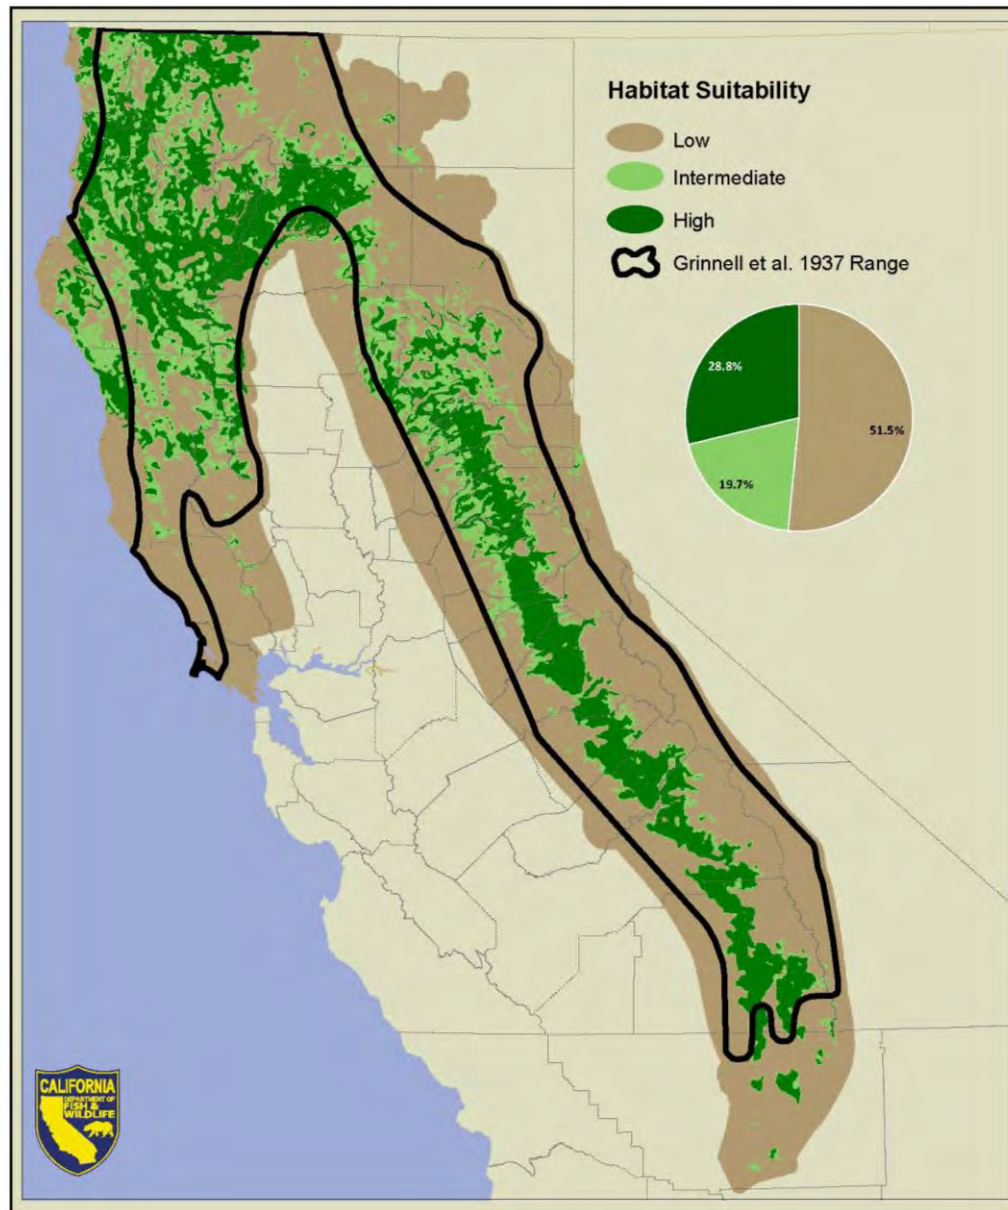 Habitat Suitability
Low
Intermediate
High
Grinnell et al. 1937 Range
28.8%
51.5%
19.7%
CALIFORNIA
DEPARTMENT OF
FISH &
WILDLIFE